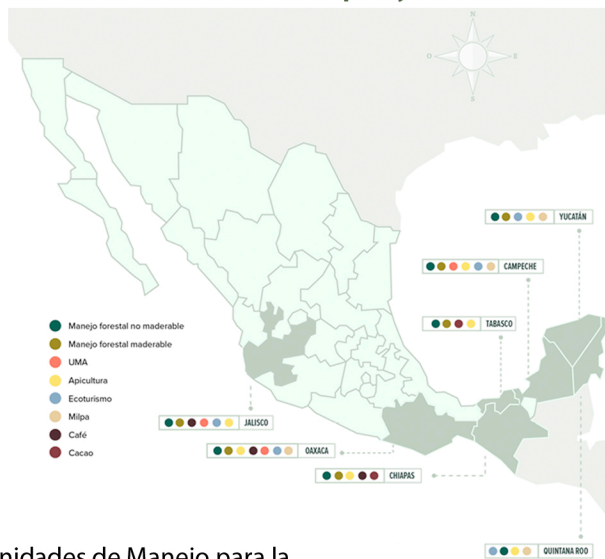 N
O
E
S
YUCATÁN
CAMPECHE
TABASCO
Manejo forestal no maderable
Manejo forestal maderable
UMA
Apicultura
Ecoturismo
Milpa
Café
Cacao
JALISCO
OAXACA
CHIAPAS
QUINTANA ROO
nidades de Manejo para la